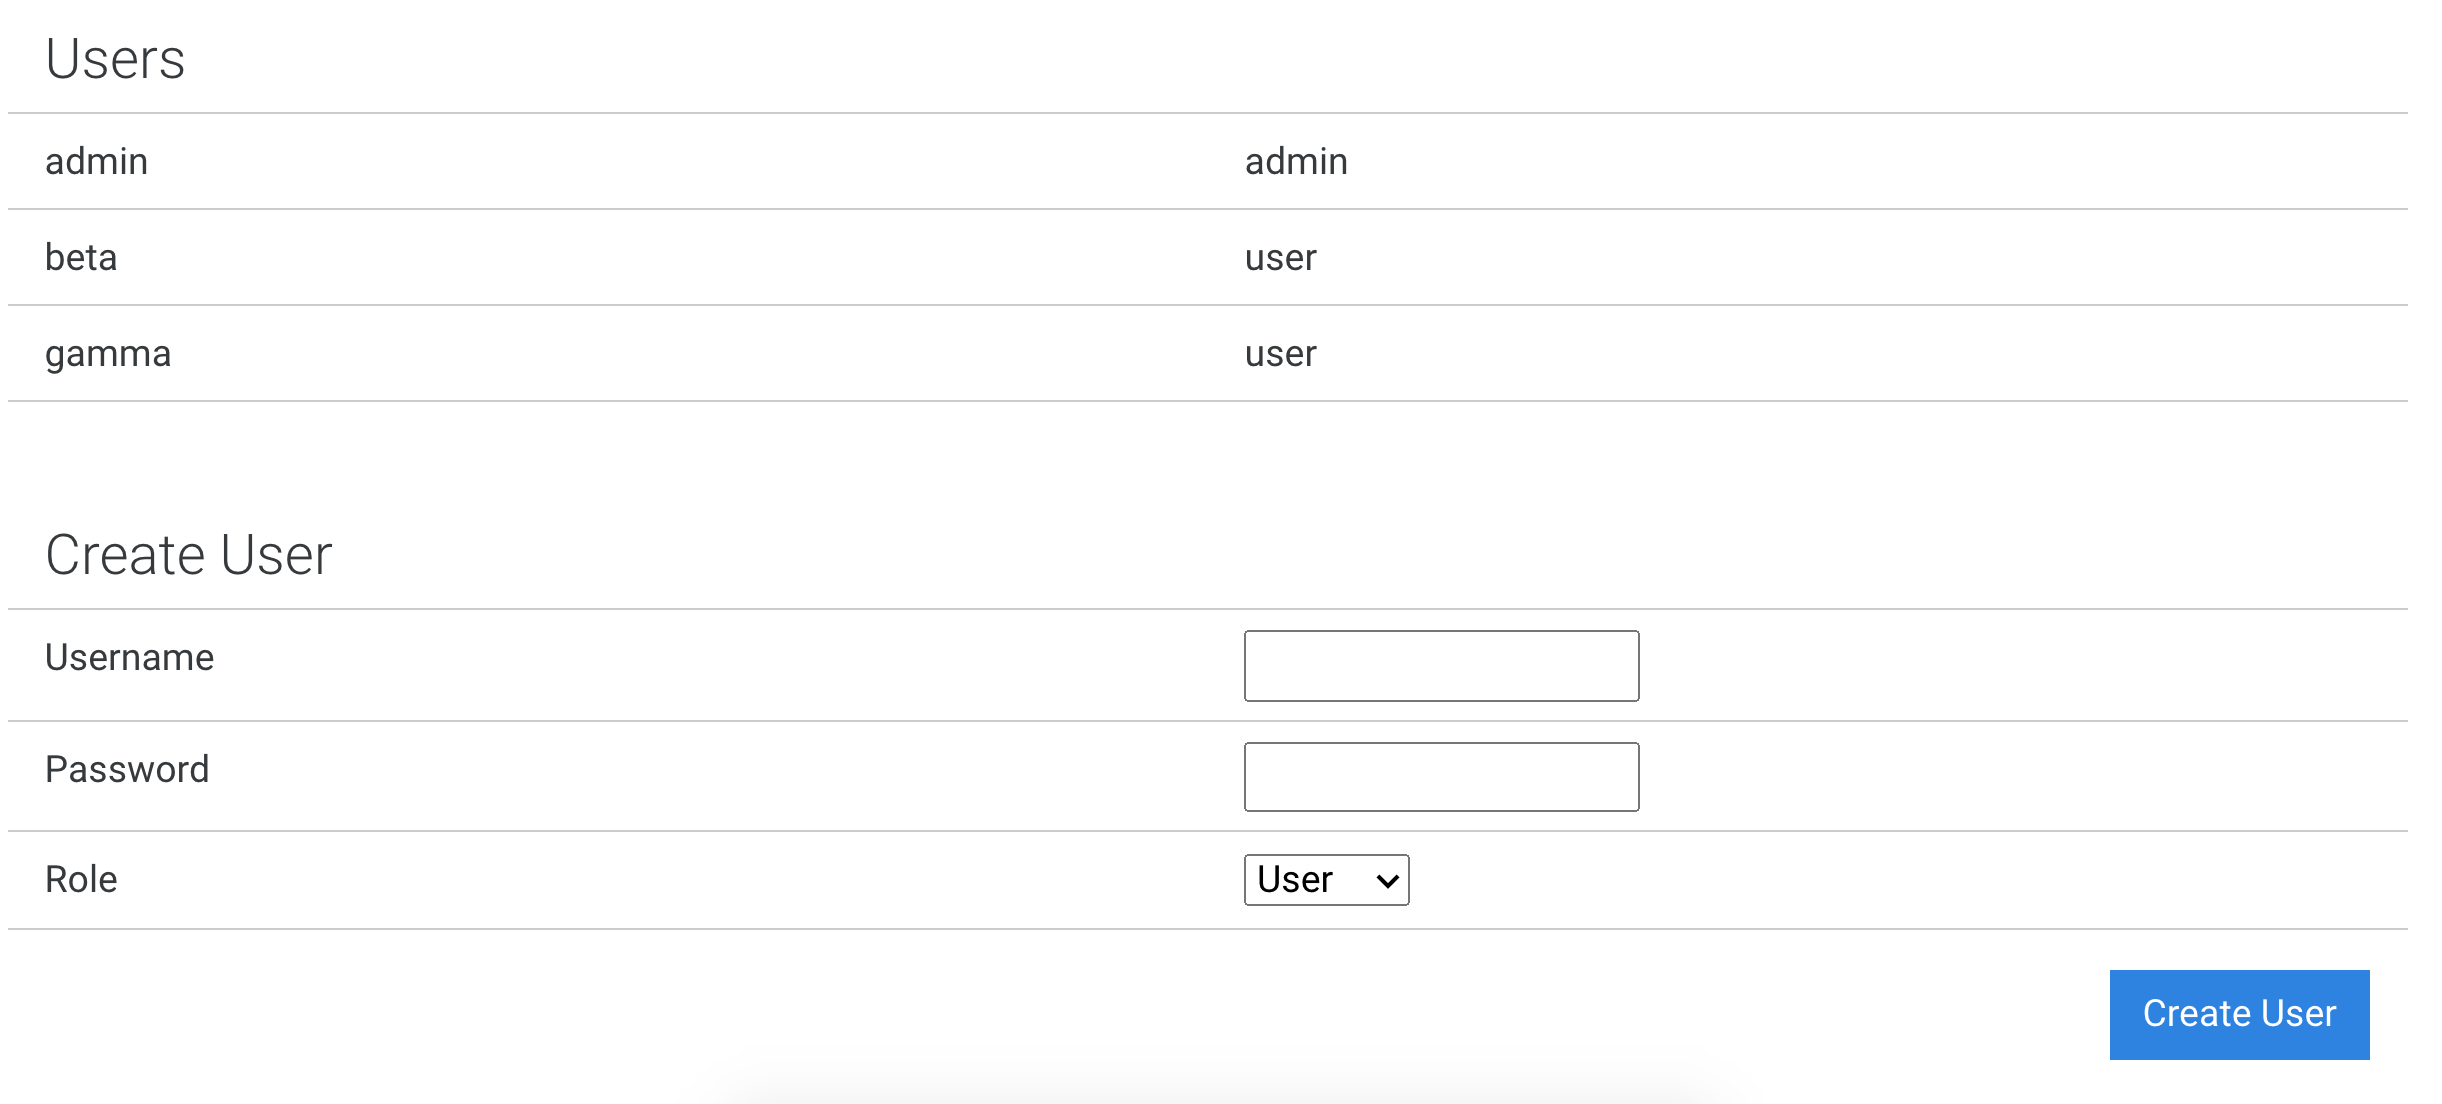 Users
admin admin
beta user
gamma user
Create User
Username
Password
Role User
Create User